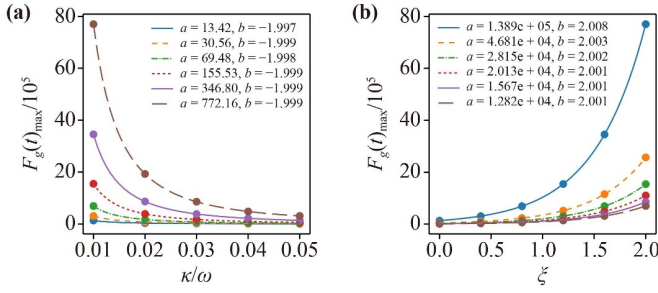 (a)
a = 13.42, b = −1.997
a = 30.56, b = −1.999
a = 69.48, b = −1.998
a = 155.53, b = −1.999
a = 346.80, b = −1.999
a = 772.16, b = −1.999
80
60
40
20
0
F_g(t)_max/10^5
0.01 0.02 0.03 0.04 0.05
κ/ω
(b)
a = 1.389e + 05, b = 2.008
a = 4.681e + 04, b = 2.003
a = 2.815e + 04, b = 2.002
a = 2.013e + 04, b = 2.001
a = 1.567e + 04, b = 2.001
a = 1.282e + 04, b = 2.001
80
60
40
20
0
F_g(t)_max/10^5
0.0 0.4 0.8 1.2 1.6 2.0
ξ